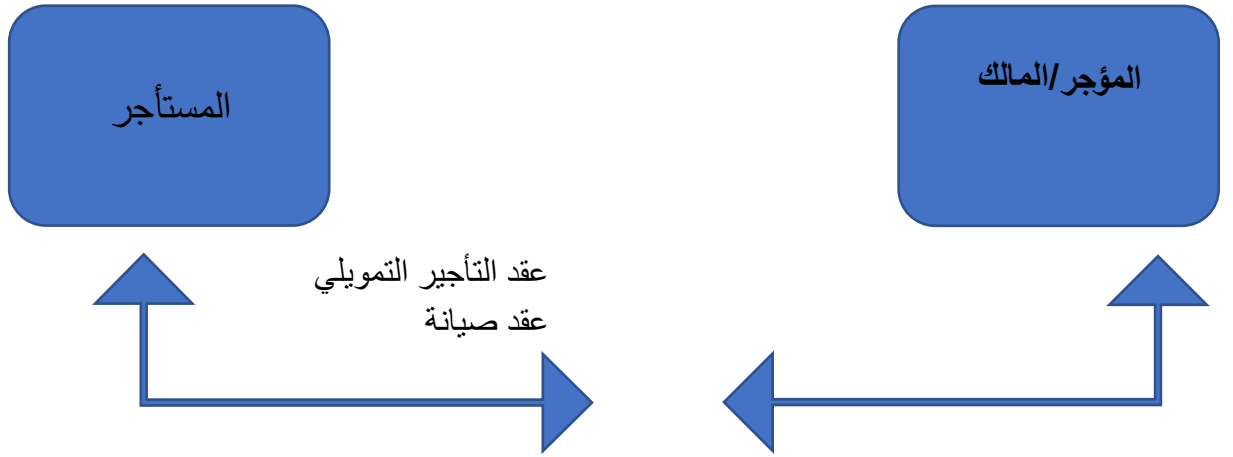 المؤجر/المالك
المستأجر
عقد التأجير التمويلي
عقد صيانة